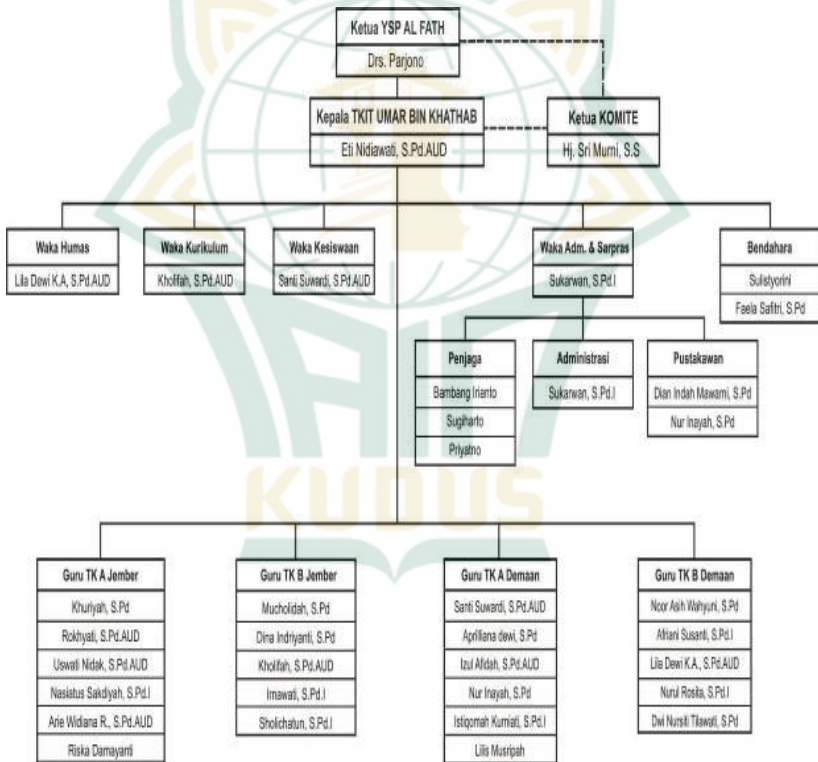 Ketua YSP AL FATH
Drs. Parjono
Kepala TKIT UMAR BIN KHATHAB
Eti Nidiawati, S.Pd.AUD
Ketua KOMITE
Hj. Sri Murni, S.S
Waka Humas
Lila Dewi K.A, S.Pd.AUD
Waka Kurikulum
Kholifah, S.Pd.AUD
Waka Kesiswaan
Santi Suwardi, S.Pd.AUD
Waka Adm. & Sarpras
Sukarwan, S.Pd.I
Bendahara
Sulistyorini
Faela Safitri, S.Pd
Penjaga
Bambang Irianto
Sugiharto
Priyatno
Administrasi
Sukarwan, S.Pd.I
Pustakawan
Dian Indah Mawarni, S.Pd
Nur Inayah, S.Pd
KUDUS
Guru TK A Jember
Khuriyah, S.Pd
Rokhyati, S.Pd.AUD
Uswati Nidak, S.Pd.AUD
Nasiatus Sakdiyah, S.Pd.I
Arie Widiana R., S.Pd.AUD
Riska Damayanti
Guru TK B Jember
Mucholidah, S.Pd
Dina Indriyanti, S.Pd
Kholifah, S.Pd.AUD
Irnawati, S.Pd.I
Sholichatun, S.Pd.I
Guru TK A Demaan
Santi Suwardi, S.Pd.AUD
Aprilliana dewi, S.Pd
Izul Afidah, S.Pd.AUD
Nur Inayah, S.Pd
Istiqomah Kurniati, S.Pd.I
Lilis Musripah
Guru TK B Demaan
Noor Asih Wahyuni, S.Pd
Afriani Susanti, S.Pd.I
Lila Dewi K.A., S.Pd.AUD
Nurul Rosita, S.Pd.I
Dwi Nursiti Tilawati, S.Pd